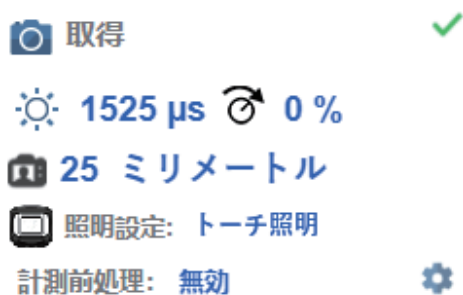 取得
1525 µs 0 %
25 ミリメートル
照明設定: トーチ照明
計測前処理: 無効